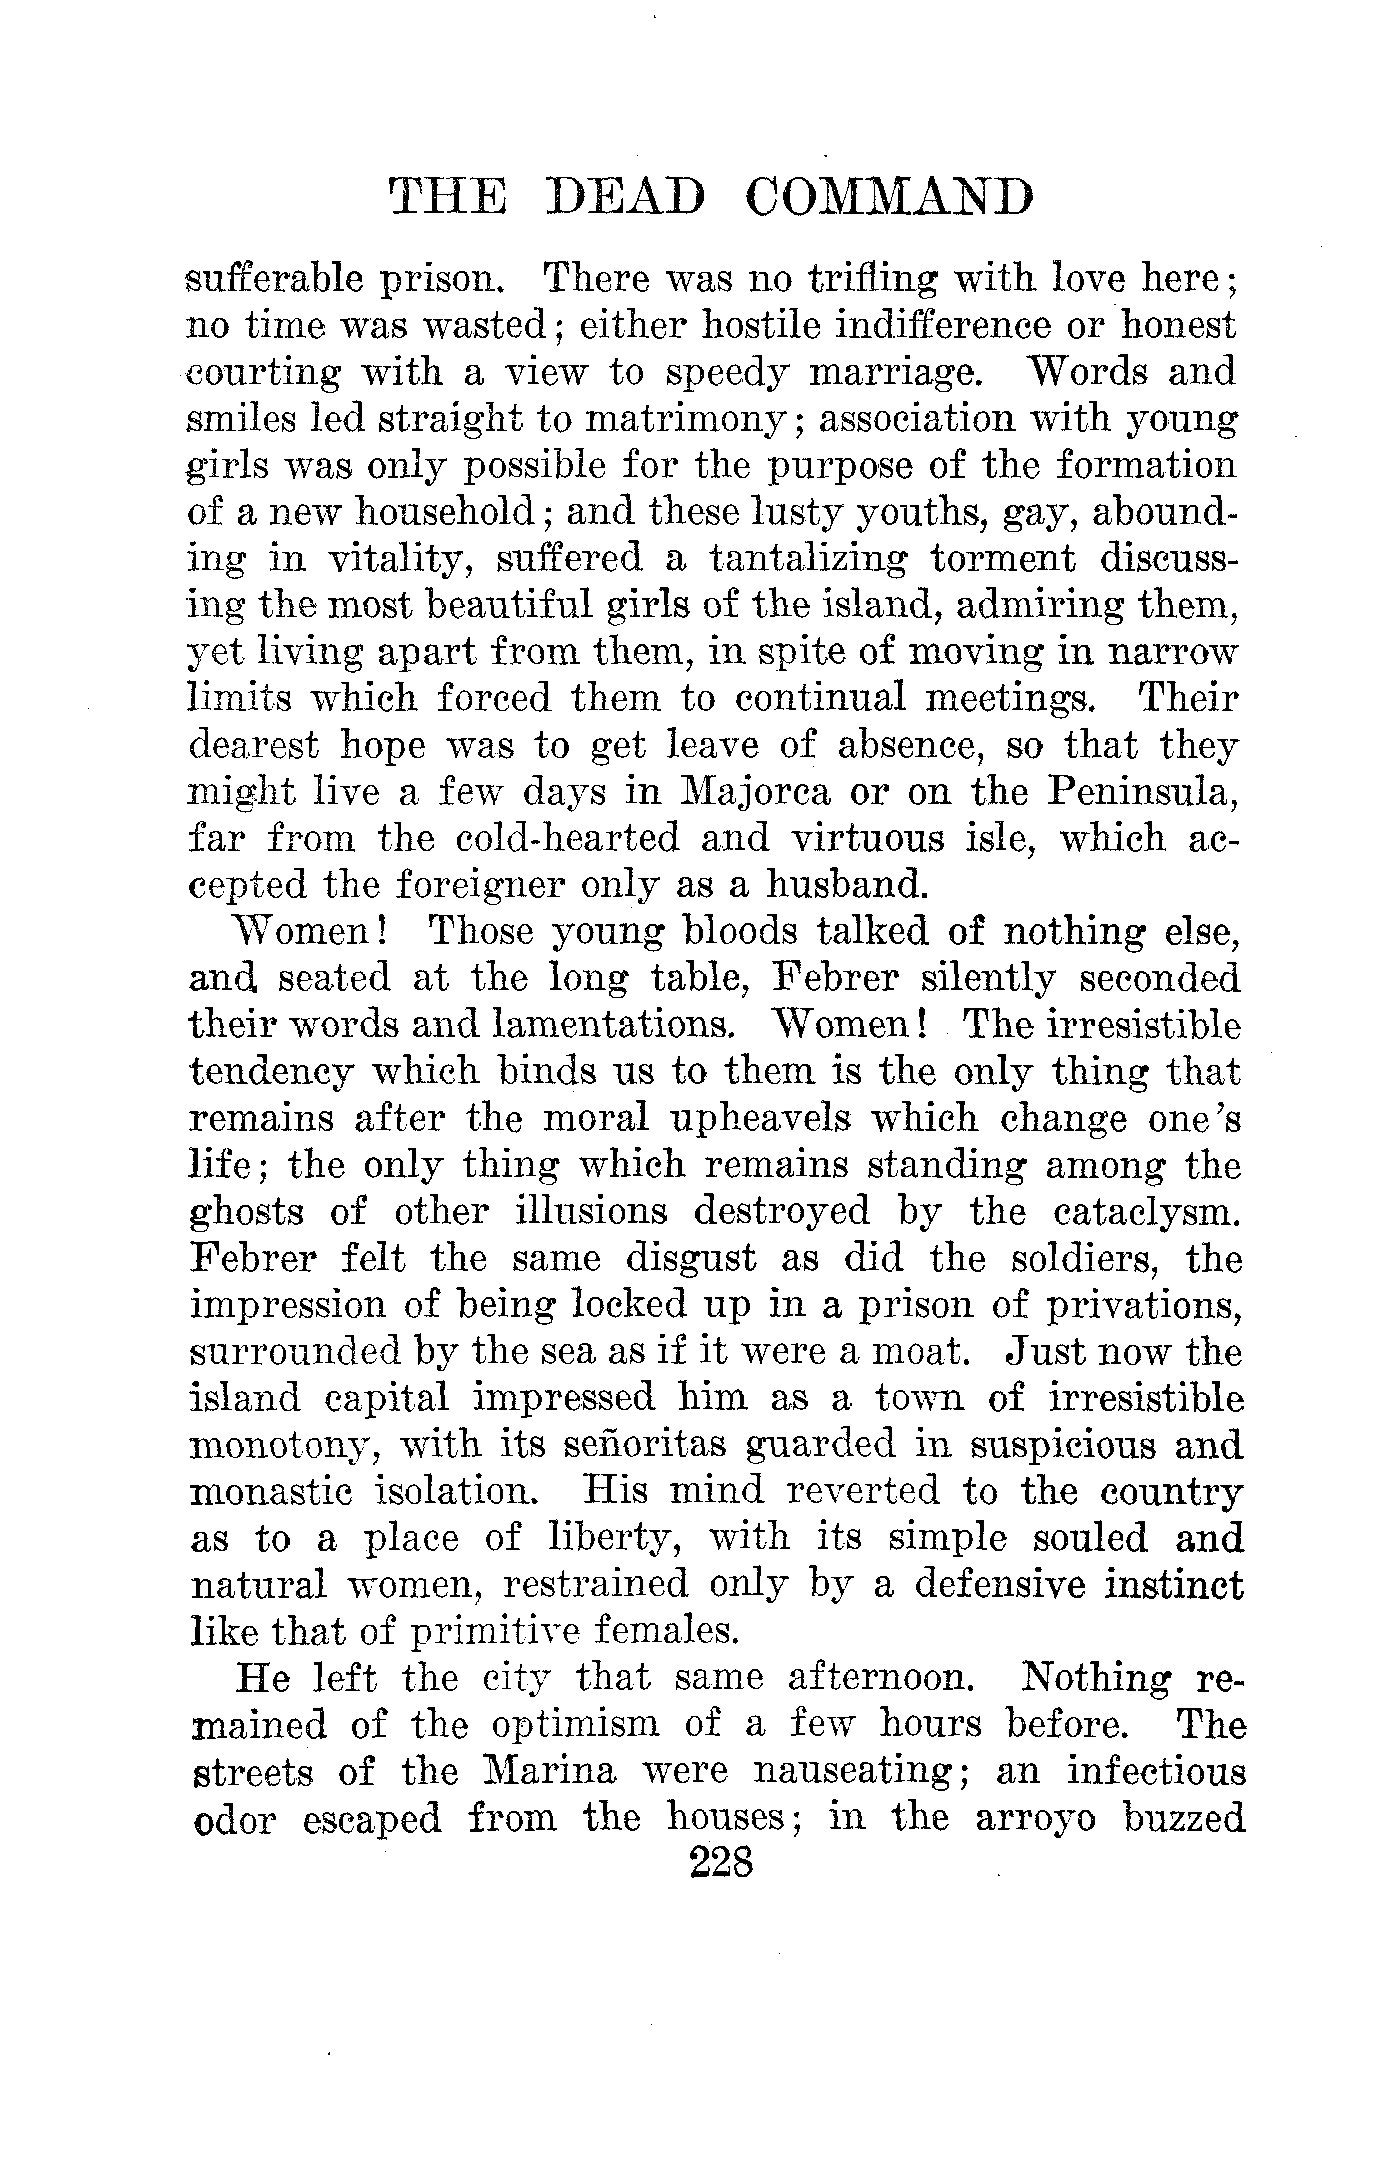 THE DEAD COMMAND
sufferable prison. There was no trifling with love here;
no time was wasted; either hostile indifference or honest
courting with a view to speedy marriage. Words and
smiles led straight to matrimony; association with young
girls was only possible for the purpose of the formation
of a new household; and these lusty youths, gay, abound-
ing in vitality, suffered a tantalizing torment discuss-
ing the most beautiful girls of the island, admiring them,
yet living apart from them, in spite of moving in narrow
limits which forced them to continual meetings. Their
dearest hope was to get leave of absence, so that they
might live a few days in Majorca or on the Peninsula,
far from the cold-hearted and virtuous isle, which ac-
cepted the foreigner only as a husband.
Women! Those young bloods talked of nothing else,
and seated at the long table, Febrer silently seconded
their words and lamentations. Women! The irresistible
tendency which binds us to them is the only thing that
remains after the moral upheavels which change one's
life; the only thing which remains standing among the
ghosts of other illusions destroyed by the cataclysm.
Febrer felt the same disgust as did the soldiers, the
impression of being locked up in a prison of privations,
surrounded by the sea as if it were a moat. Just now the
island capital impressed him as a town of irresistible
monotony, with its señoritas guarded in suspicious and
monastic isolation. His mind reverted to the country
as to a place of liberty, with its simple souled and
natural women, restrained only by a defensive instinct
like that of primitive females.
He left the city that same afternoon. Nothing re-
mained of the optimism of a few hours before. The
streets of the Marina were nauseating; an infectious
odor escaped from the houses; in the arroyo buzzed
228